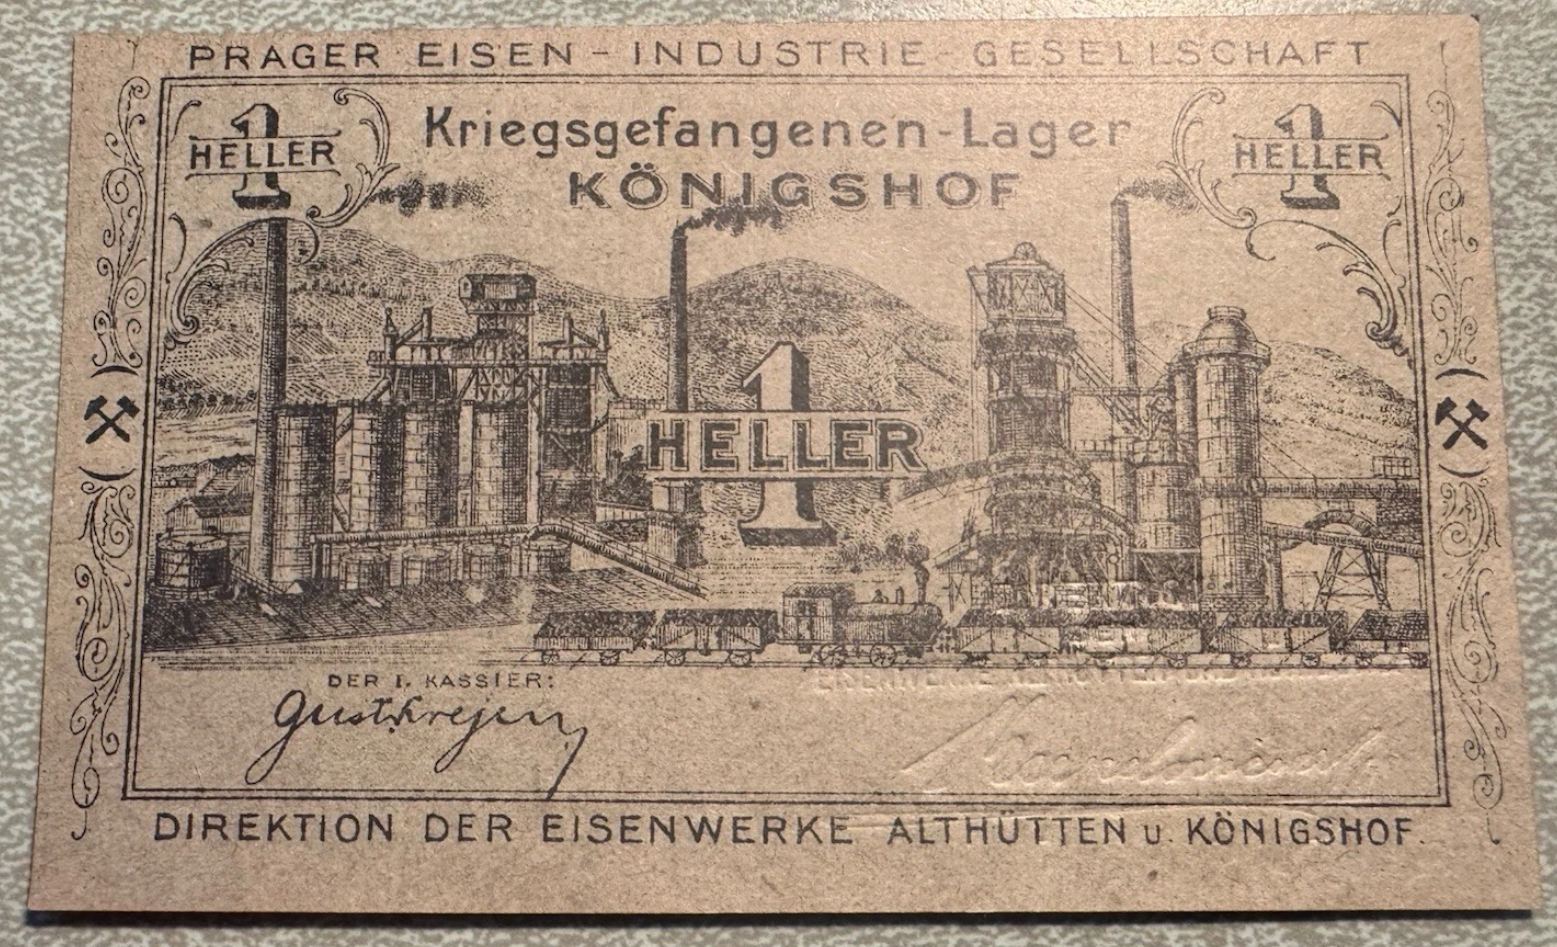 PRAGER EISEN - INDUSTRIE GESELLSCHAFT
1 HELLER
Kriegsgefangenen-Lager
1 HELLER
KÖNIGSHOF
1 HELLER
DER I. KASSIER:
EISENWERKE
DIREKTION DER EISENWERKE ALTHÜTTEN u. KÖNIGSHOF.